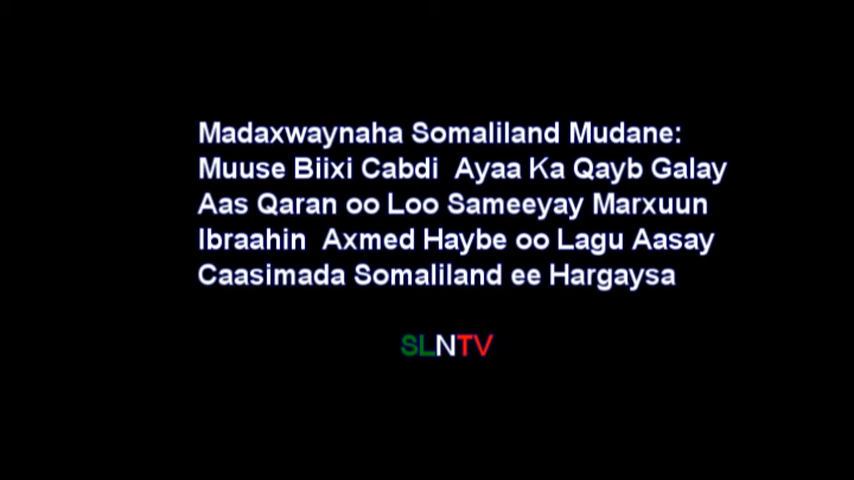 Madaxwaynaha Somaliland Mudane:
Muuse Biixi Cabdi Ayaa Ka Qayb Galay
Aas Qaran oo Loo Sameeyay Marxuun
Ibraahin Axmed Haybe oo Lagu Aasay
Caasimada Somaliland ee Hargaysa
SLNTV